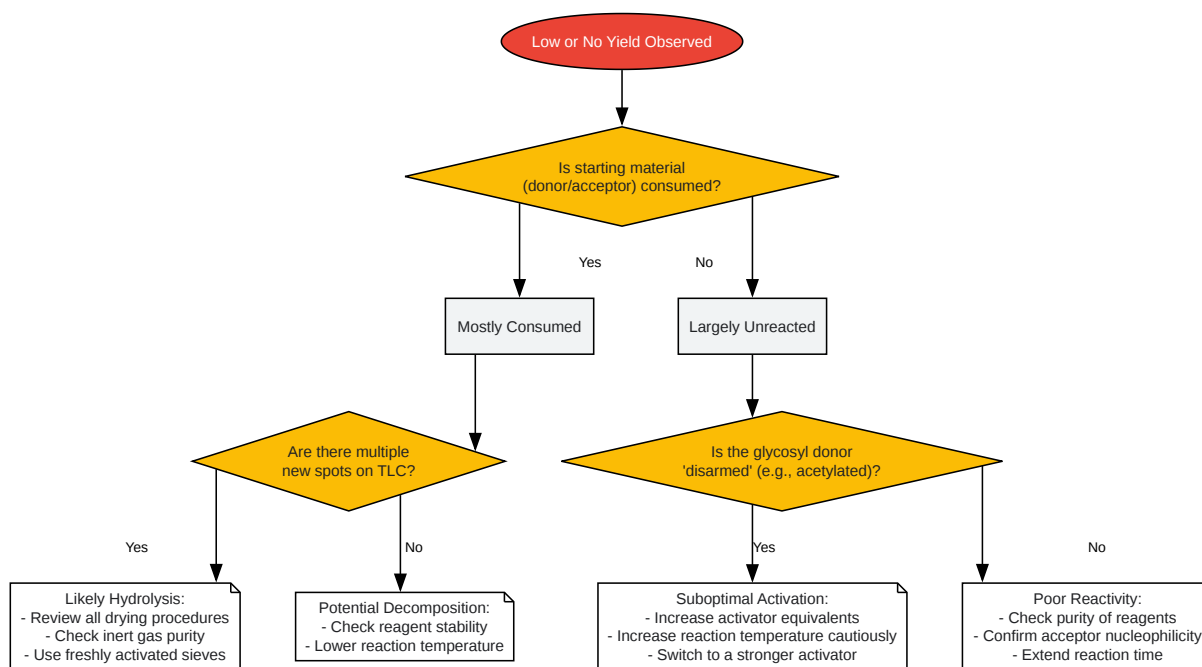 Low or No Yield Observed
Is starting material
(donor/acceptor) consumed?
Yes
No
Mostly Consumed
Largely Unreacted
Are there multiple
new spots on TLC?
Is the glycosyl donor
'disarmed' (e.g., acetylated)?
Yes
No
Yes
No
Likely Hydrolysis:
- Review all drying procedures
- Check inert gas purity
- Use freshly activated sieves
Potential Decomposition:
- Check reagent stability
- Lower reaction temperature
Suboptimal Activation:
- Increase activator equivalents
- Increase reaction temperature cautiously
- Switch to a stronger activator
Poor Reactivity:
- Check purity of reagents
- Confirm acceptor nucleophilicity
- Extend reaction time